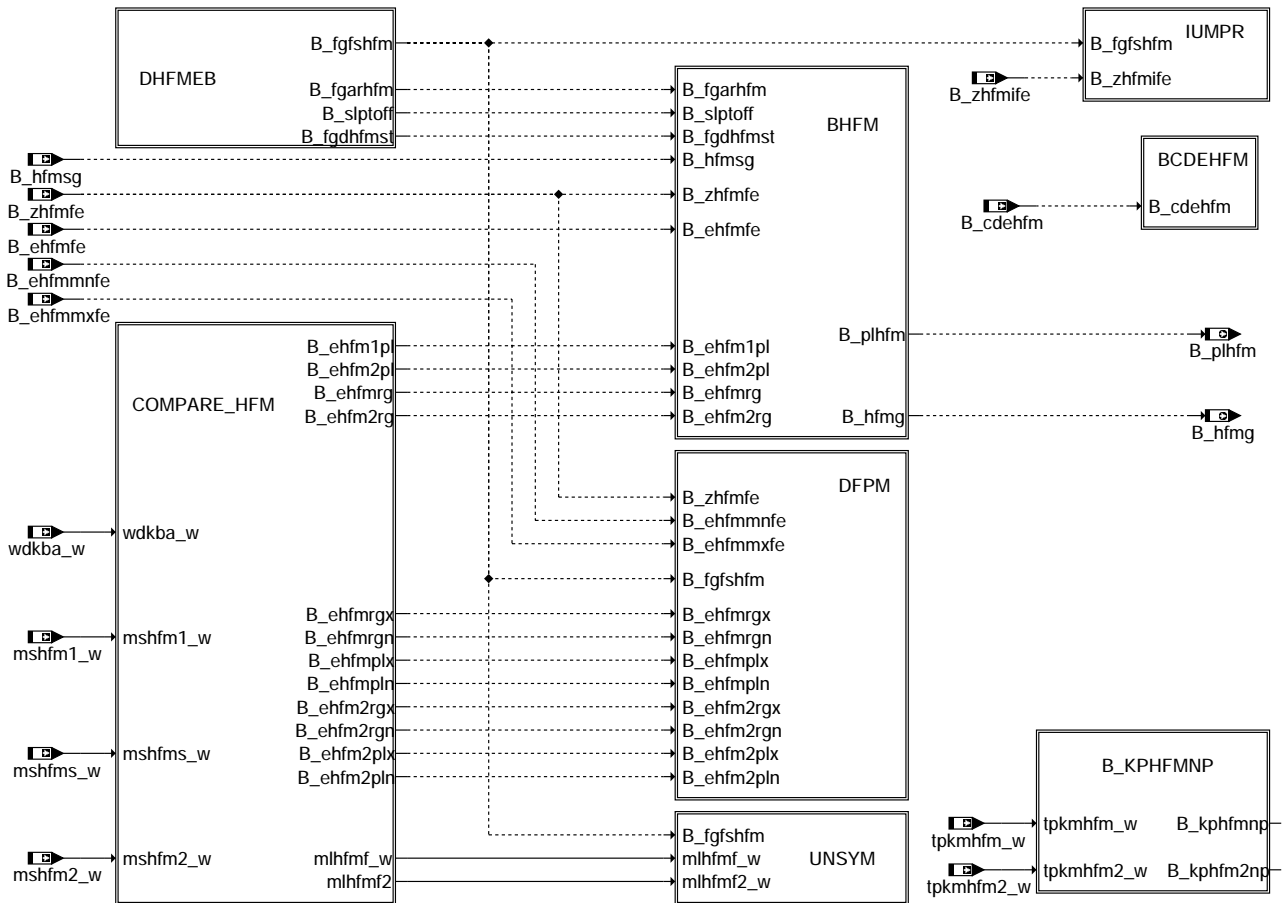 B_fgfshfm
DHFMEB
B_fgarhfm
B_slptoff
B_fgdhfmst
IUMPR
B_fgfshfm
B_zhfmife
B_zhfmife
BHFM
B_fgarhfm
B_slptoff
B_fgdhfmst
B_hfmsg
B_zhfmfe
B_ehfmfe
B_ehfm1pl
B_ehfm2pl
B_ehfmrg
B_ehfm2rg
B_plhfm
B_hfmg
BCDEHFM
B_cdehfm
B_cdehfm
B_hfmsg
B_zhfmfe
B_ehfmfe
B_ehfmmnfe
B_ehfmmxfe
B_plhfm
B_hfmg
COMPARE_HFM
B_ehfm1pl
B_ehfm2pl
B_ehfmrg
B_ehfm2rg
wdkba_w
wdkba_w
mshfm1_w
mshfm1_w
mshfms_w
mshfms_w
mshfm2_w
mshfm2_w
B_ehfmrgx
B_ehfmrgn
B_ehfmplx
B_ehfmpln
B_ehfm2rgx
B_ehfm2rgn
B_ehfm2plx
B_ehfm2pln
mlhfmf_w
mlhfmf2
DFPM
B_zhfmfe
B_ehfmmnfe
B_ehfmmxfe
B_fgfshfm
B_ehfmrgx
B_ehfmrgn
B_ehfmplx
B_ehfmpln
B_ehfm2rgx
B_ehfm2rgn
B_ehfm2plx
B_ehfm2pln
UNSYM
B_fgfshfm
mlhfmf_w
mlhfmf2_w
B_KPHFMNP
tpkmhfm_w
tpkmhfm_w
B_kphfmnp
tpkmhfm2_w
tpkmhfm2_w
B_kphfm2np